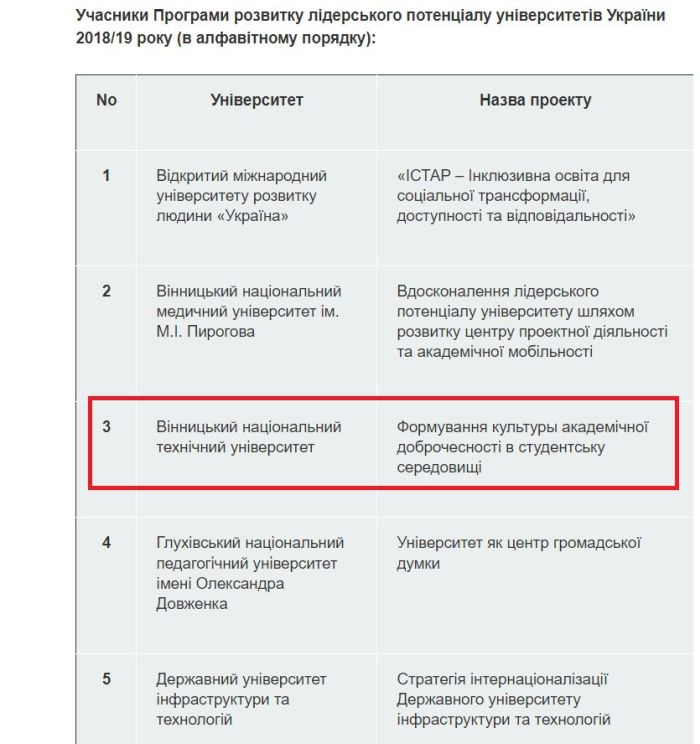 Учасники Програми розвитку лідерського потенціалу університетів України
2018/19 року (в алфавітному порядку):
No Університет Назва проекту
1 Відкритий міжнародний «ІСТАР – Інклюзивна освіта для
університету розвитку соціальної трансформації,
людини «Україна» доступності та відповідальності»
2 Вінницький національний Вдосконалення лідерського
медичний університет ім. потенціалу університету шляхом
М.І. Пирогова розвитку центру проектної діяльності
та академічної мобільності
3 Вінницький національний Формування культуры академічної
технічний університет доброчесності в студентську
середовищі
4 Глухівський національний Університет як центр громадської
педагогічний університет думки
імені Олександра
Довженка
5 Державний університет Стратегія інтернаціоналізації
інфраструктури та Державного університету
технологій інфраструктури та технологій